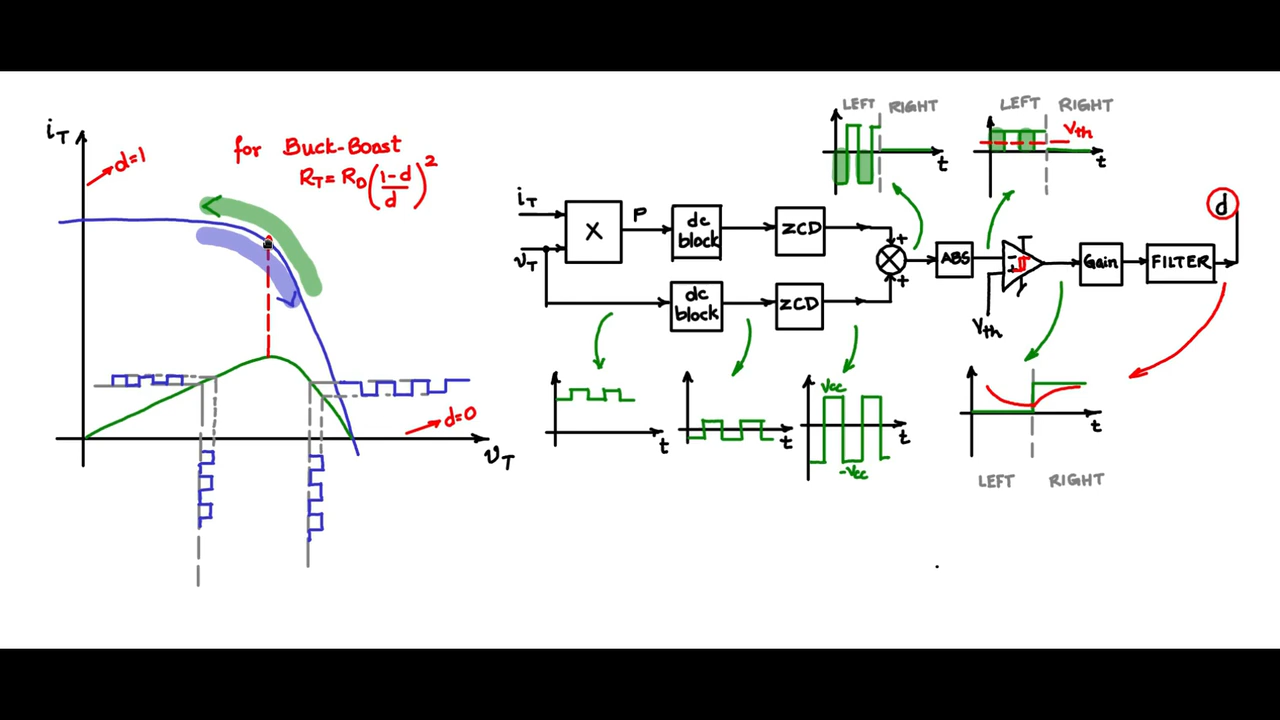 iT
d=1
for Buck-Boost
RT = RO((1-d)/d)²
d=0
vT
LEFT RIGHT
t
LEFT RIGHT
Vth
t
iT
vT
X
P
dc block
ZCD
dc block
ZCD
+
+
ABS
Vth
Gain
FILTER
d
t
t
Vcc
-Vcc
t
t
LEFT RIGHT